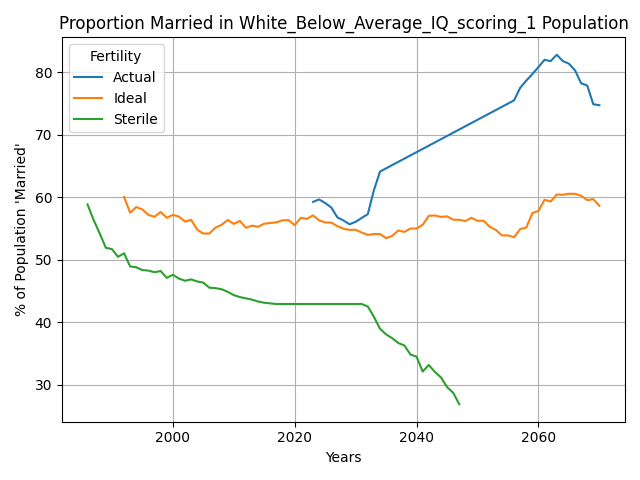 Proportion Married in White_Below_Average_IQ_scoring_1 Population
Fertility
Actual
Ideal
Sterile
% of Population 'Married'
80
70
60
50
40
30
2000
2020
2040
2060
Years